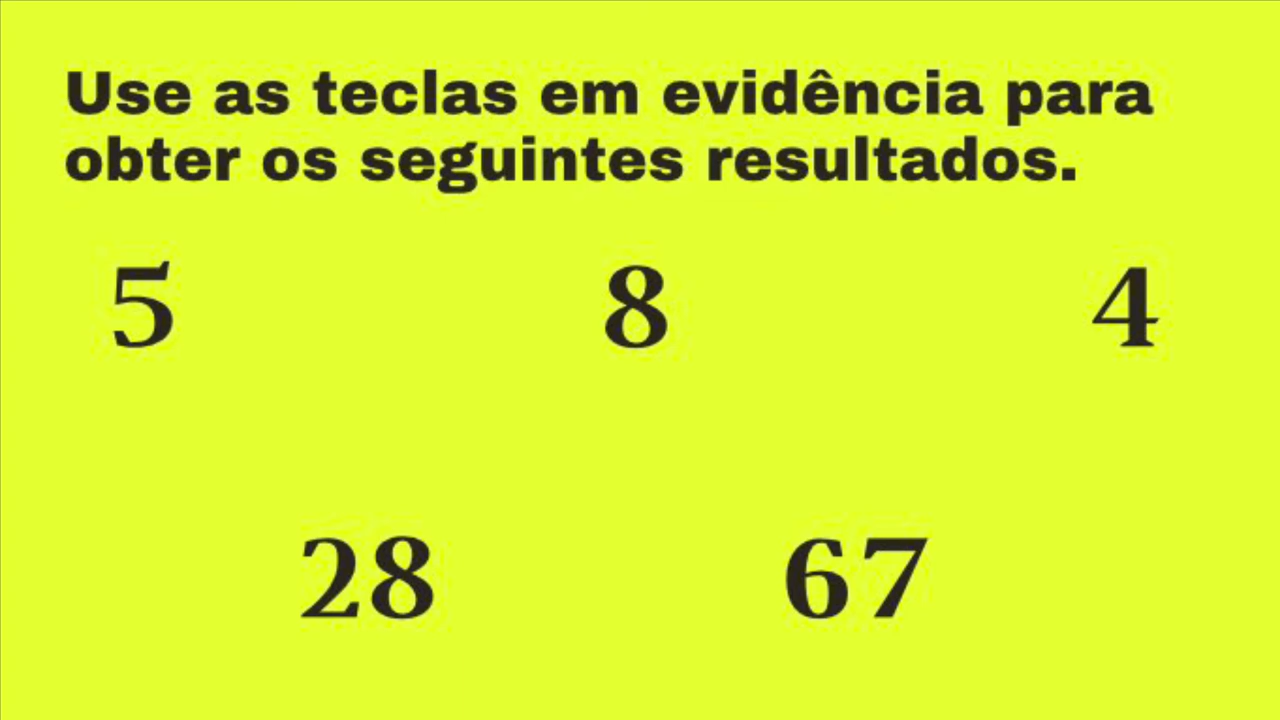 Use as teclas em evidência para
obter os seguintes resultados.
5 8 4
28 67